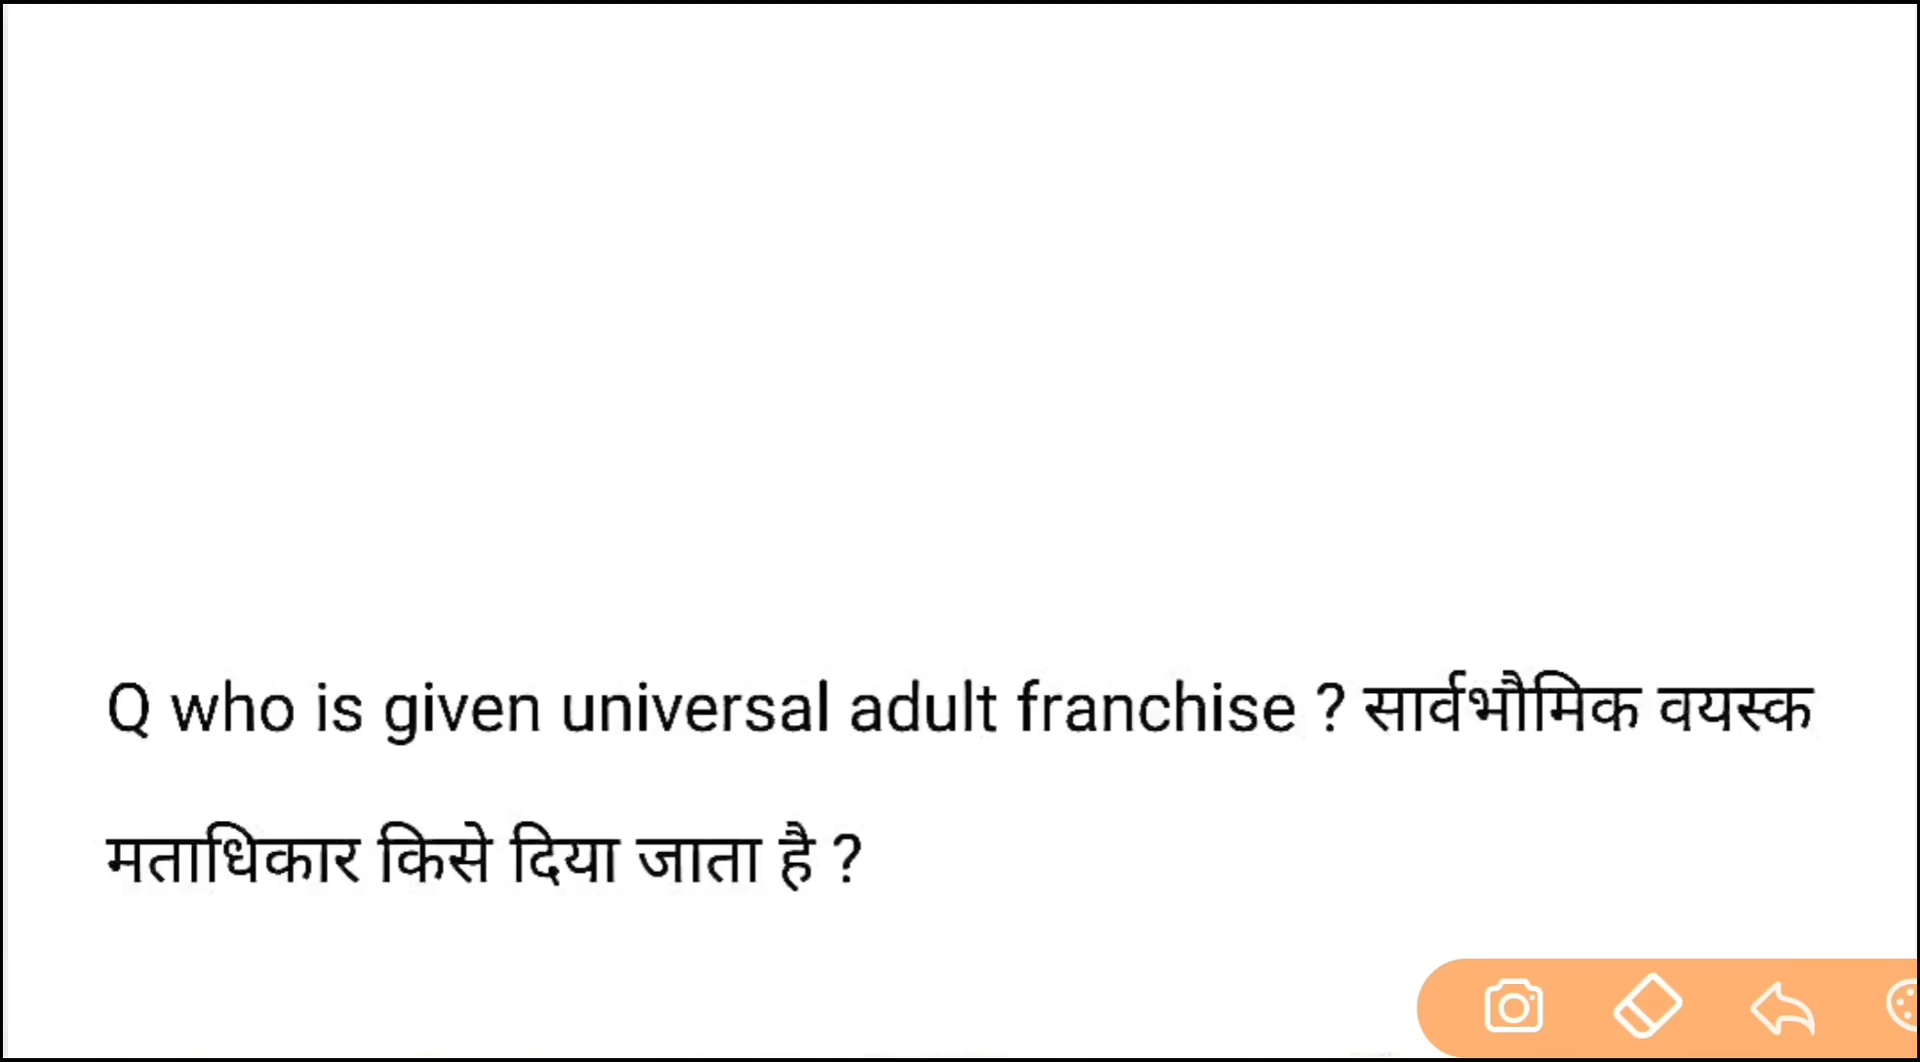 Q who is given universal adult franchise ? सार्वभौमिक वयस्क
मताधिकार किसे दिया जाता है ?